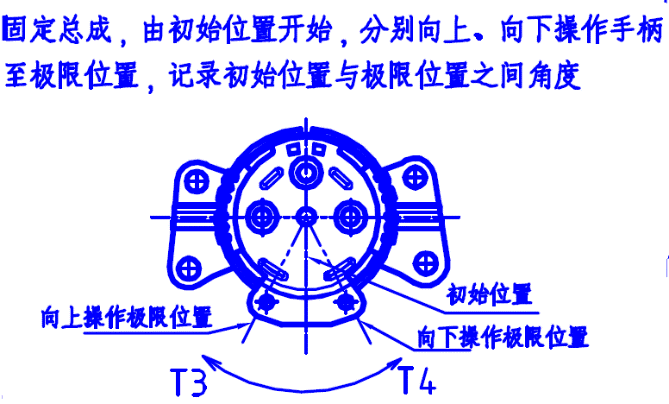 固定总成，由初始位置开始，分别向上、向下操作手柄
至极限位置，记录初始位置与极限位置之间角度
初始位置
向上操作极限位置
向下操作极限位置
T3
T4